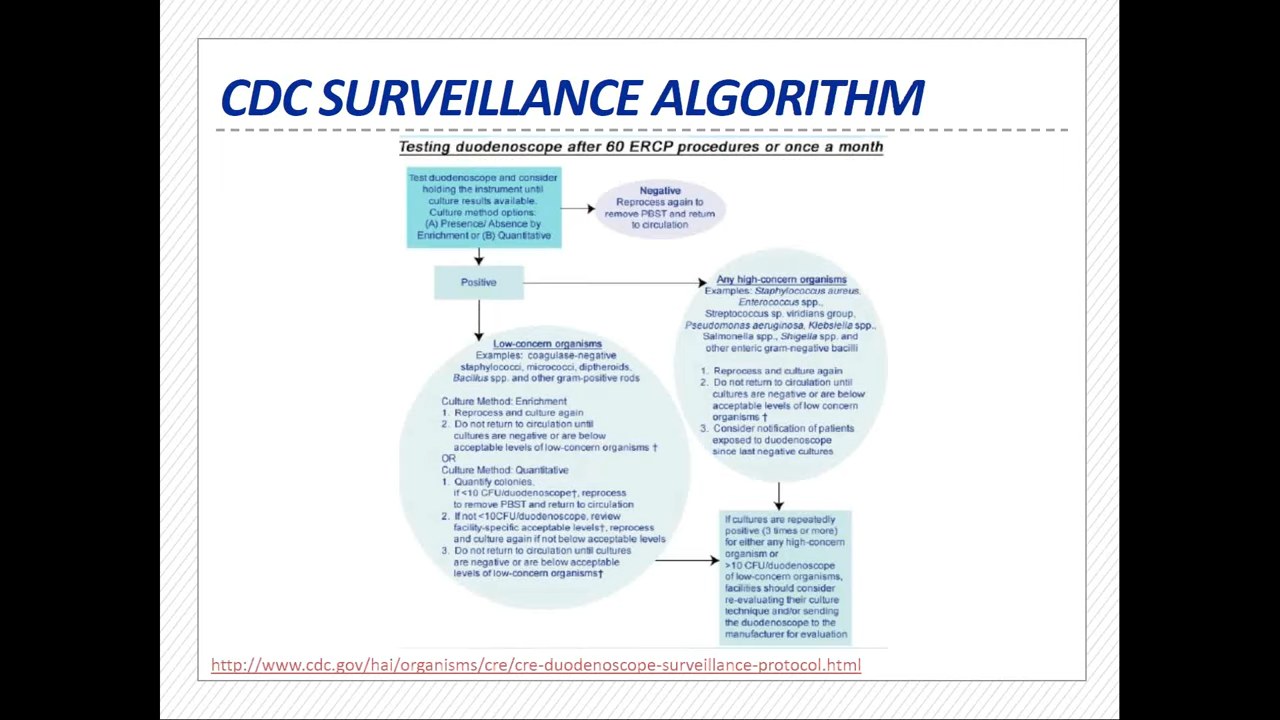 CDC SURVEILLANCE ALGORITHM
Testing duodenoscope after 60 ERCP procedures or once a month
Test duodenoscope and consider
holding the instrument until
culture results available.
Culture method options:
(A) Presence/ Absence by
Enrichment or (B) Quantitative
Negative
Reprocess again to
remove PBST and return
to circulation
Positive
Any high-concern organisms
Examples: Staphylococcus aureus,
Enterococcus spp.,
Streptococcus sp. viridians group,
Pseudomonas aeruginosa, Klebsiella spp.,
Salmonella spp., Shigella spp. and
other enteric gram-negative bacilli
1. Reprocess and culture again
2. Do not return to circulation until
cultures are negative or are below
acceptable levels of low concern
organisms †
3. Consider notification of patients
exposed to duodenoscope
since last negative cultures
Low-concern organisms
Examples: coagulase-negative
staphylococci, micrococci, diptheroids,
Bacillus spp. and other gram-positive rods
Culture Method: Enrichment
1. Reprocess and culture again
2. Do not return to circulation until
cultures are negative or are below
acceptable levels of low-concern organisms †
OR
Culture Method: Quantitative
1. Quantify colonies,
if <10 CFU/duodenoscope†, reprocess
to remove PBST and return to circulation
2. If not <10CFU/duodenoscope, review
facility-specific acceptable levels†, reprocess
and culture again if not below acceptable levels
3. Do not return to circulation until cultures
are negative or are below acceptable
levels of low-concern organisms†
If cultures are repeatedly
positive (3 times or more)
for either any high-concern
organism or
>10 CFU/duodenoscope
of low-concern organisms,
facilities should consider
re-evaluating their culture
technique and/or sending
the duodenoscope to the
manufacturer for evaluation
http://www.cdc.gov/hai/organisms/cre/cre-duodenoscope-surveillance-protocol.html